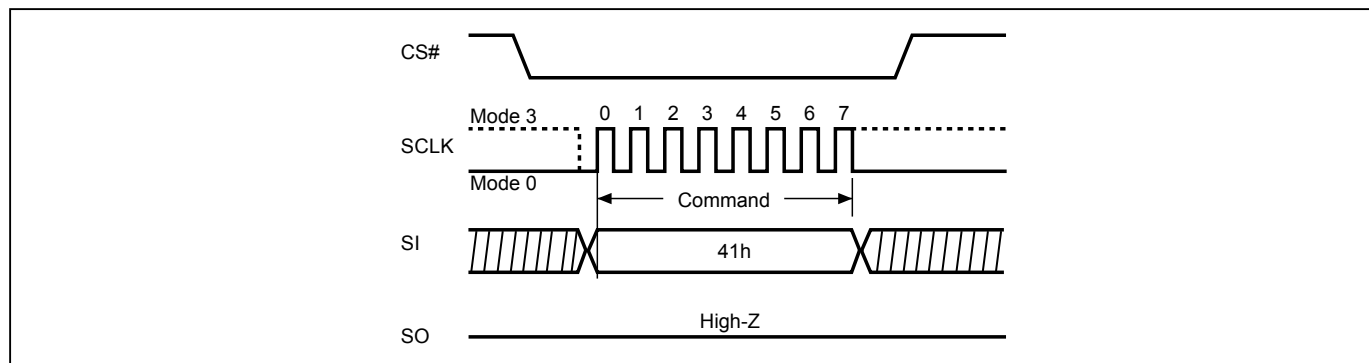 CS#
Mode 3
0 1 2 3 4 5 6 7
SCLK
Mode 0
Command
SI
41h
High-Z
SO